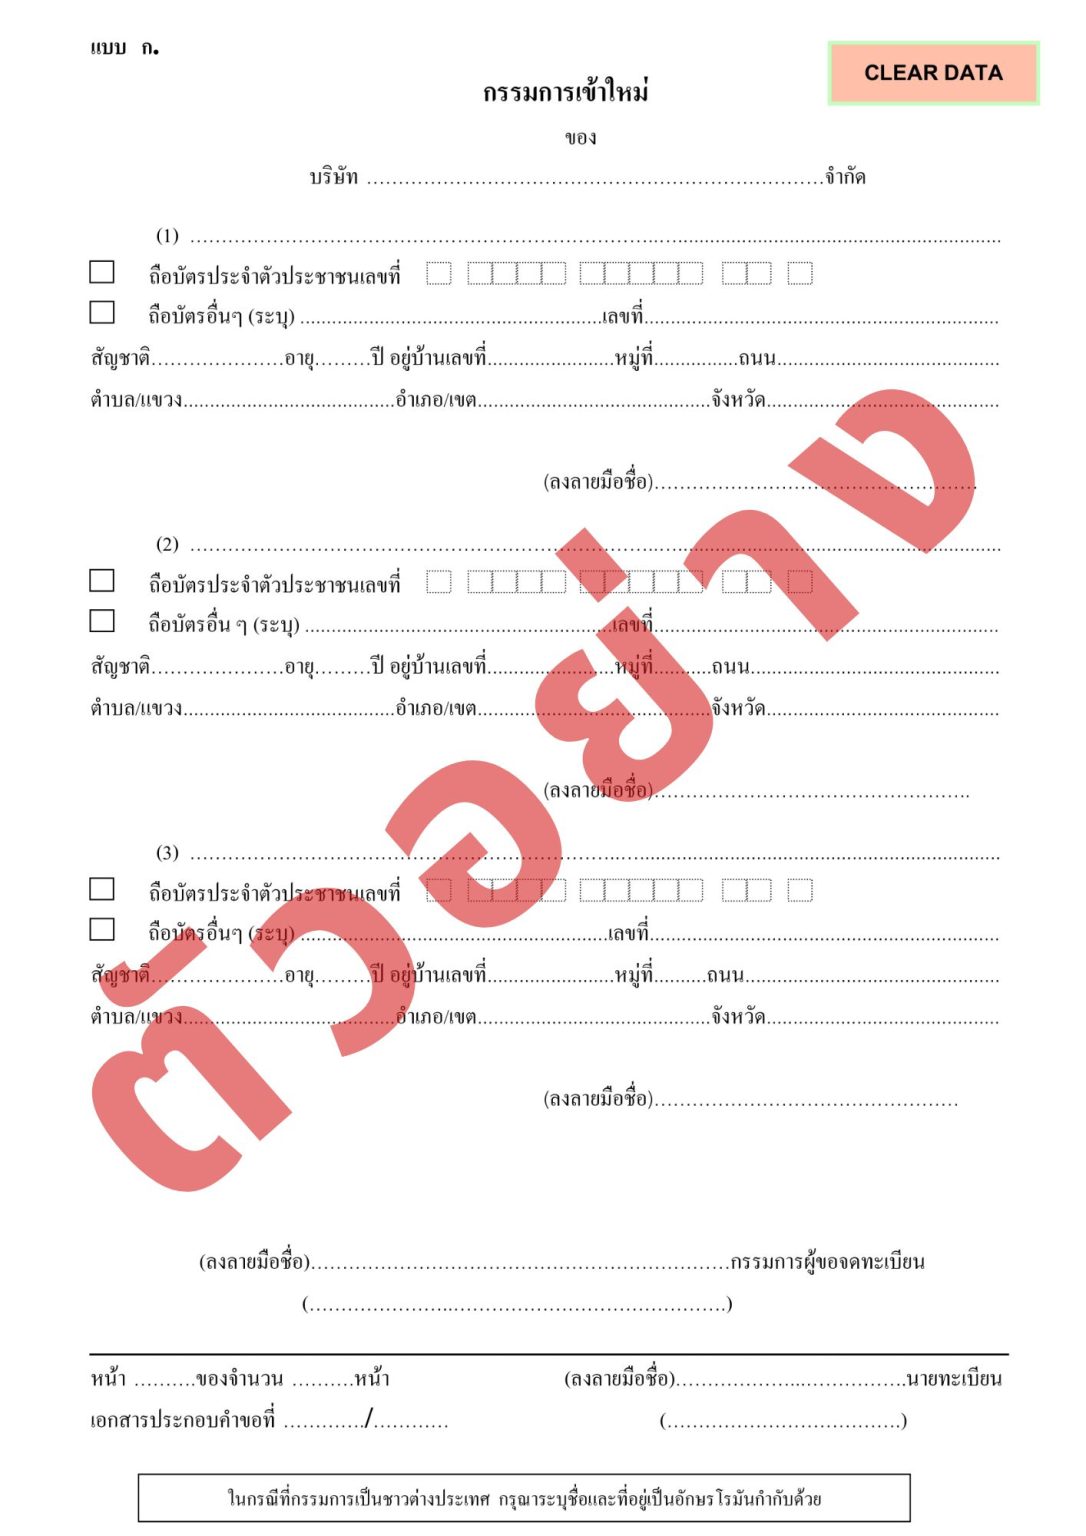 แบบ ก.
CLEAR DATA
กรรมการเข้าใหม่
ของ
บริษัท ........................................................................จำกัด
(1) ................................................................................................................................
ถือบัตรประจำตัวประชาชนเลขที่
ถือบัตรอื่นๆ (ระบุ) .........................................................เลขที่...................................................................
สัญชาติ.....................อายุ.........ปี อยู่บ้านเลขที่........................หมู่ที่................ถนน..........................................
ตำบล/แขวง........................................อำเภอ/เขต............................................จังหวัด............................................
(ลงลายมือชื่อ)...................................................
(2) ................................................................................................................................
ถือบัตรประจำตัวประชาชนเลขที่
ถือบัตรอื่น ๆ (ระบุ) ..........................................................เลขที่.................................................................
สัญชาติ.....................อายุ.........ปี อยู่บ้านเลขที่........................หมู่ที่...........ถนน...............................................
ตำบล/แขวง........................................อำเภอ/เขต............................................จังหวัด............................................
(ลงลายมือชื่อ)..................................................
(3) ................................................................................................................................
ถือบัตรประจำตัวประชาชนเลขที่
ถือบัตรอื่นๆ (ระบุ) ..........................................................เลขที่..................................................................
สัญชาติ.....................อายุ.........ปี อยู่บ้านเลขที่........................หมู่ที่..........ถนน................................................
ตำบล/แขวง........................................อำเภอ/เขต............................................จังหวัด............................................
(ลงลายมือชื่อ)................................................
ตัวอย่าง
(ลงลายมือชื่อ)..................................................................กรรมการผู้ขอจดทะเบียน
(..................................................................)
หน้า ..........ของจำนวน ..........หน้า
(ลงลายมือชื่อ)....................................นายทะเบียน
เอกสารประกอบคำขอที่ ............./............
(.....................................)
ในกรณีที่กรรมการเป็นชาวต่างประเทศ กรุณาระบุชื่อและที่อยู่เป็นอักษรโรมันกำกับด้วย